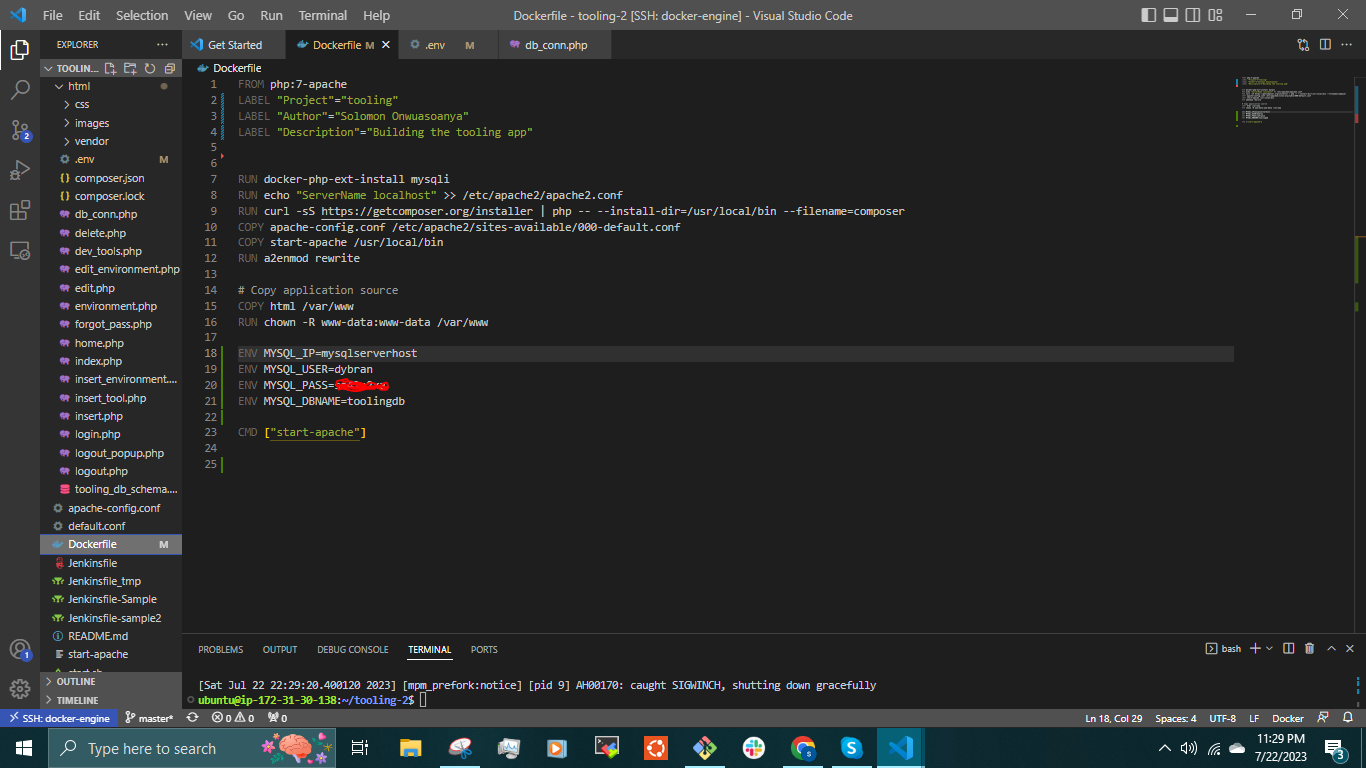 File Edit Selection View Go Run Terminal Help
Dockerfile - tooling-2 [SSH: docker-engine] - Visual Studio Code
EXPLORER
TOOLIN...
html
css
images
vendor
.env M
composer.json
composer.lock
db_conn.php
delete.php
dev_tools.php
edit_environment.php
edit.php
environment.php
forgot_pass.php
home.php
index.php
insert_environment....
insert_tool.php
insert.php
login.php
logout_popup.php
logout.php
tooling_db_schema....
apache-config.conf
default.conf
Dockerfile M
Jenkinsfile
Jenkinsfile_tmp
Jenkinsfile-Sample
Jenkinsfile-sample2
README.md
start-apache
OUTLINE
TIMELINE
2
1
Get Started
Dockerfile M
.env M
db_conn.php
Dockerfile
1 FROM php:7-apache
2 LABEL "Project"="tooling"
3 LABEL "Author"="Solomon Onwuasoanya"
4 LABEL "Description"="Building the tooling app"
5
6
7 RUN docker-php-ext-install mysqli
8 RUN echo "ServerName localhost" >> /etc/apache2/apache2.conf
9 RUN curl -sS https://getcomposer.org/installer | php -- --install-dir=/usr/local/bin --filename=composer
10 COPY apache-config.conf /etc/apache2/sites-available/000-default.conf
11 COPY start-apache /usr/local/bin
12 RUN a2enmod rewrite
13
14 # Copy application source
15 COPY html /var/www
16 RUN chown -R www-data:www-data /var/www
17
18 ENV MYSQL_IP=mysqlserverhost
19 ENV MYSQL_USER=dybran
20 ENV MYSQL_PASS=
21 ENV MYSQL_DBNAME=toolingdb
22
23 CMD ["start-apache"]
24
25
PROBLEMS OUTPUT DEBUG CONSOLE TERMINAL PORTS
bash
[Sat Jul 22 22:29:20.400120 2023] [mpm_prefork:notice] [pid 9] AH00170: caught SIGWINCH, shutting down gracefully
ubuntu@ip-172-31-30-138:~/tooling-2$
SSH: docker-engine master* 0 0 0
Ln 18, Col 29 Spaces: 4 UTF-8 LF Docker
Type here to search
11:29 PM
7/22/2023
3